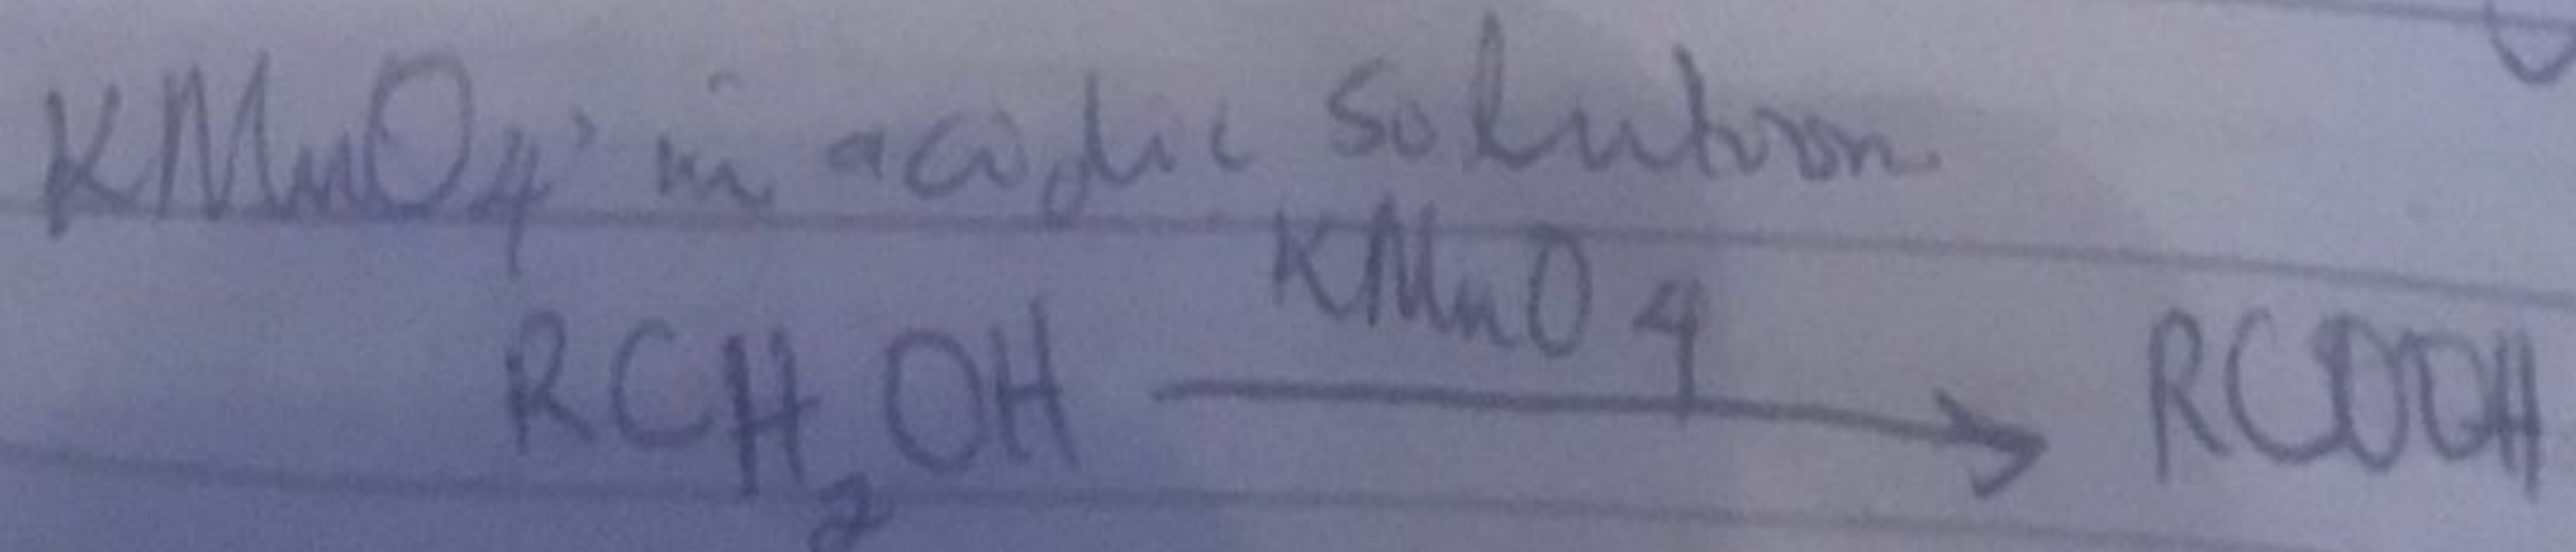 KMnO4 in acidic solution
KMnO4
RCH2OH → RCOOH